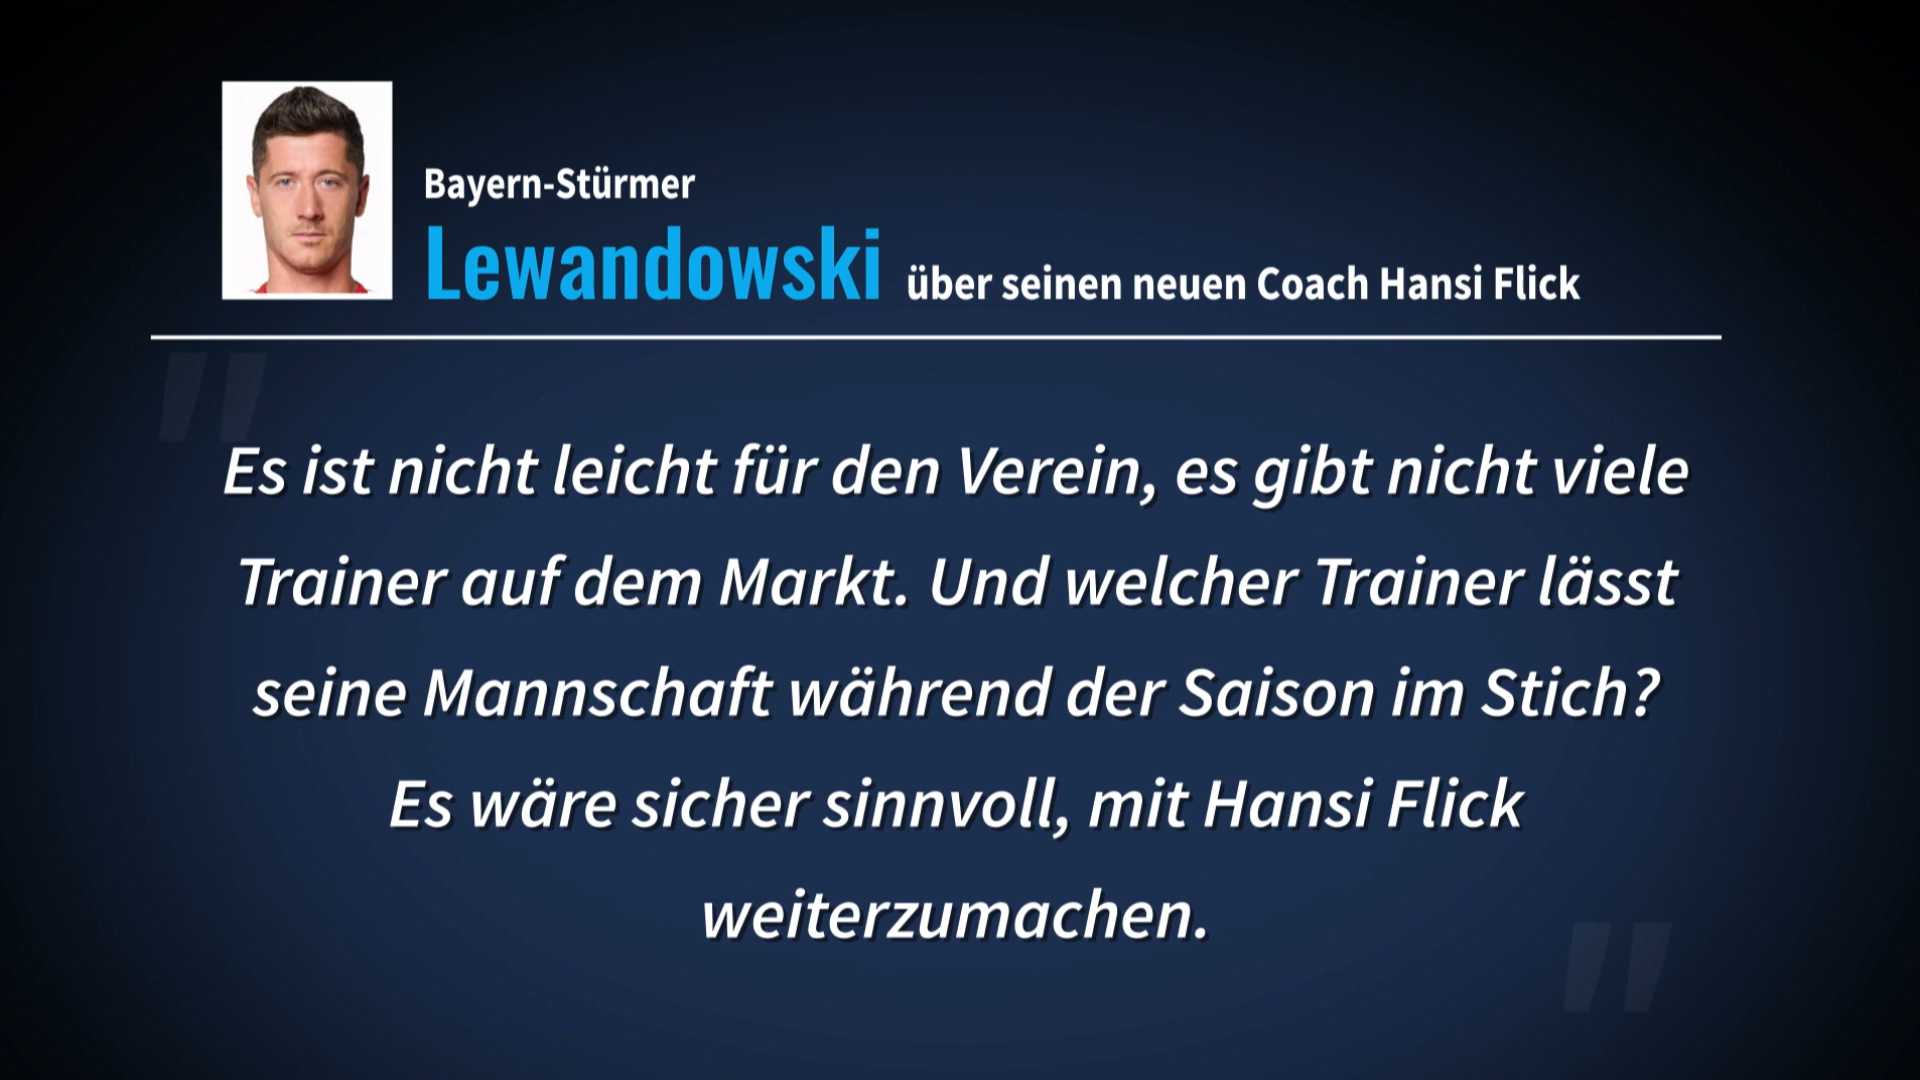 Bayern-Stürmer
Lewandowski über seinen neuen Coach Hansi Flick
"
Es ist nicht leicht für den Verein, es gibt nicht viele
Trainer auf dem Markt. Und welcher Trainer lässt
seine Mannschaft während der Saison im Stich?
Es wäre sicher sinnvoll, mit Hansi Flick
weiterzumachen.
"